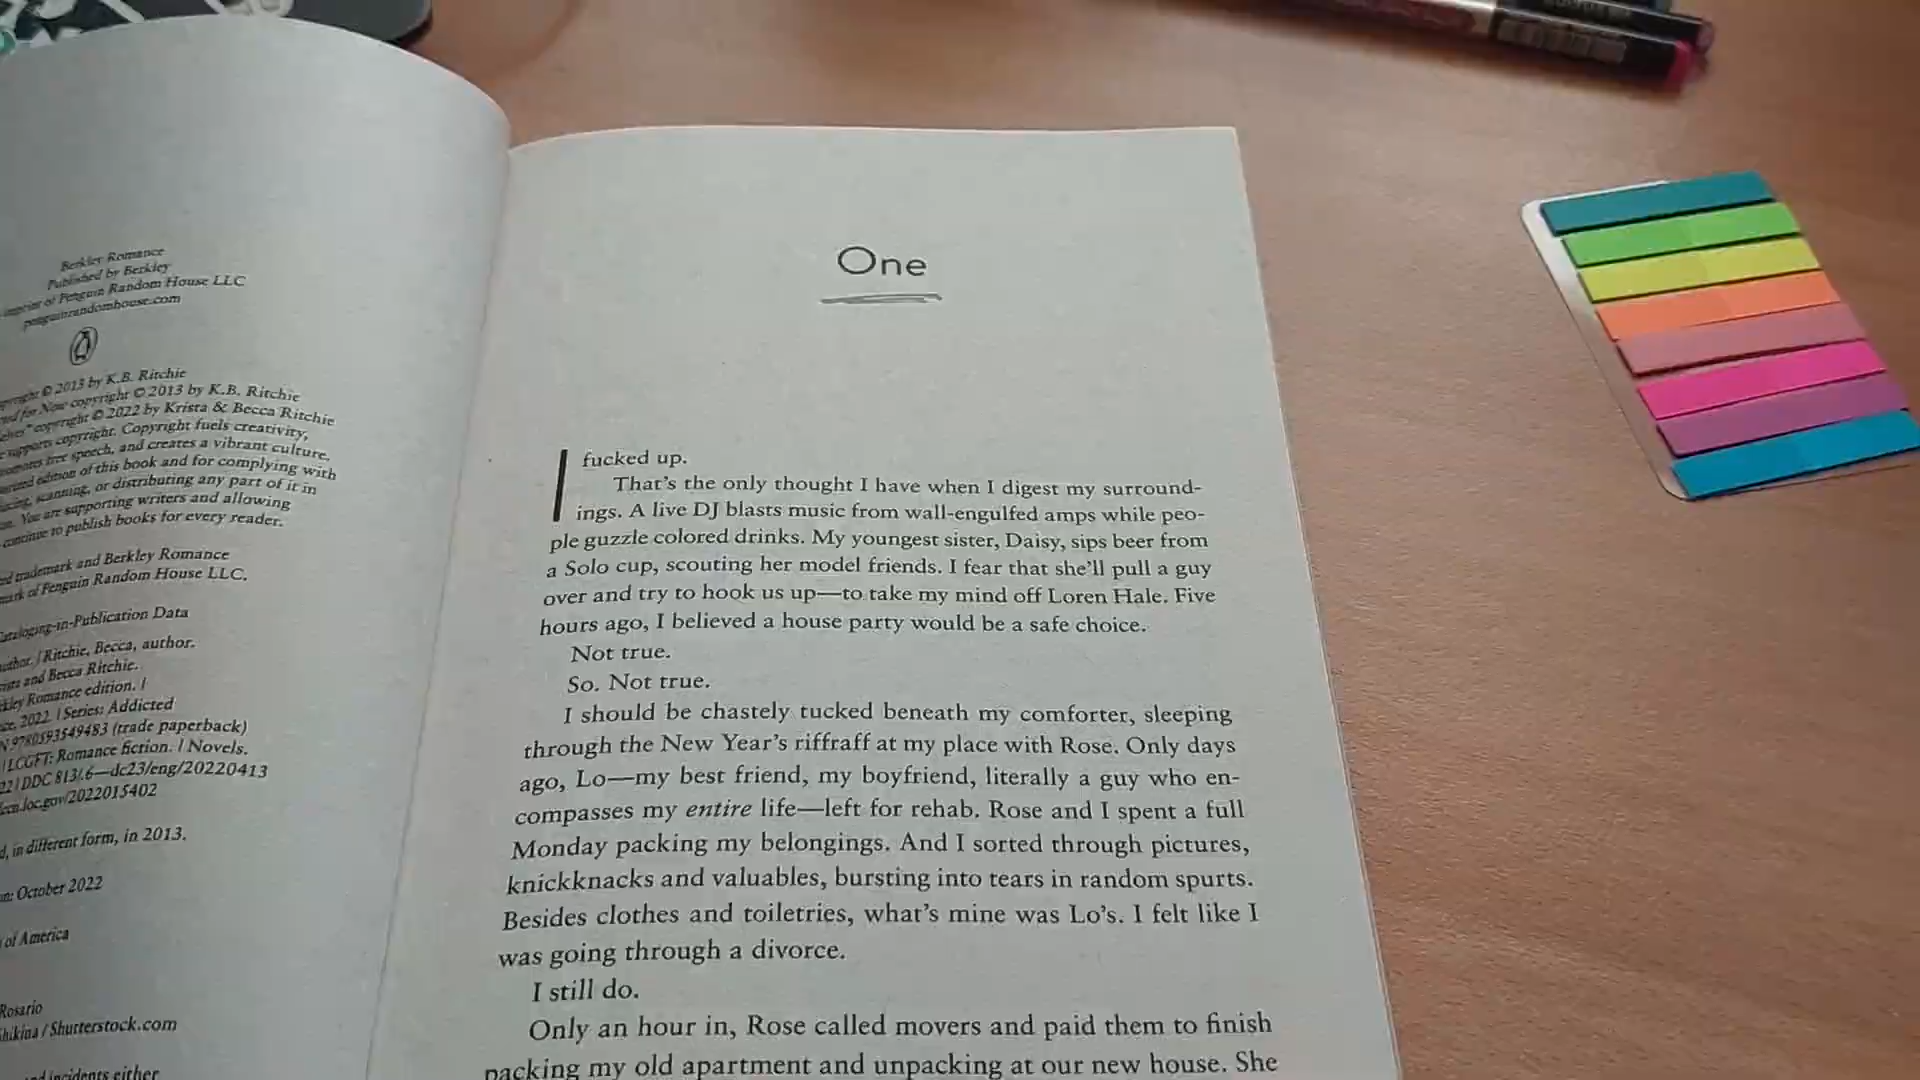 Berkley Romance
Published by Berkley
imprint of Penguin Random House LLC
penguinrandomhouse.com
© 2013 by K.B. Ritchie
for Now copyright © 2013 by K.B. Ritchie
copyright © 2022 by Krista & Becca Ritchie
supports copyright. Copyright fuels creativity,
free speech, and creates a vibrant culture.
edition of this book and for complying with
scanning, or distributing any part of it in
You are supporting writers and allowing
continue to publish books for every reader.
trademark and Berkley Romance
of Penguin Random House LLC.
Cataloging-in-Publication Data
| Ritchie, Becca, author.
and Becca Ritchie.
Romance edition. |
2022. | Series: Addicted
9780593549483 (trade paperback)
| LCGFT: Romance fiction. | Novels.
| DDC 813/.6—dc23/eng/20220413
lccn.loc.gov/2022015402
in different form, in 2013.
October 2022
of America
Rosario
/ Shutterstock.com
and incidents either
One
I fucked up.
That's the only thought I have when I digest my surround-
ings. A live DJ blasts music from wall-engulfed amps while peo-
ple guzzle colored drinks. My youngest sister, Daisy, sips beer from
a Solo cup, scouting her model friends. I fear that she'll pull a guy
over and try to hook us up—to take my mind off Loren Hale. Five
hours ago, I believed a house party would be a safe choice.
Not true.
So. Not true.
I should be chastely tucked beneath my comforter, sleeping
through the New Year's riffraff at my place with Rose. Only days
ago, Lo—my best friend, my boyfriend, literally a guy who en-
compasses my entire life—left for rehab. Rose and I spent a full
Monday packing my belongings. And I sorted through pictures,
knickknacks and valuables, bursting into tears in random spurts.
Besides clothes and toiletries, what's mine was Lo's. I felt like I
was going through a divorce.
I still do.
Only an hour in, Rose called movers and paid them to finish
packing my old apartment and unpacking at our new house. She